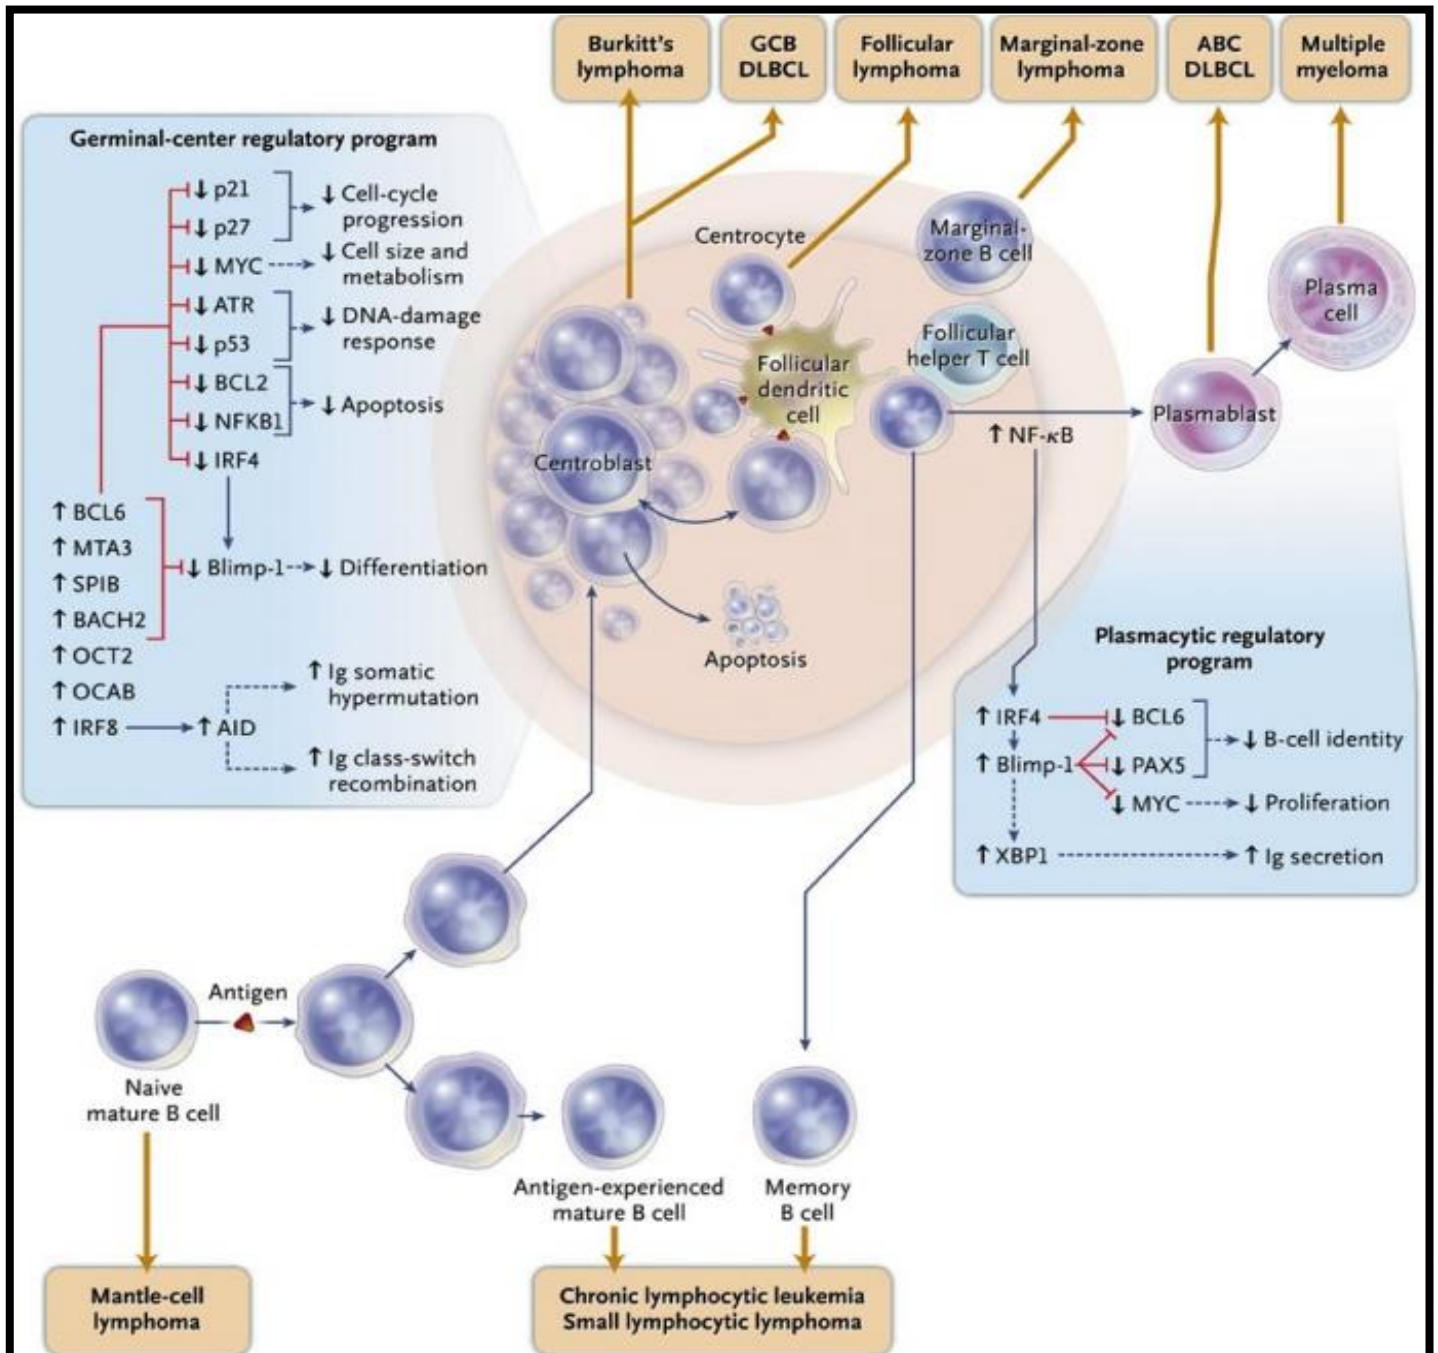 Burkitt's
lymphoma
GCB
DLBCL
Follicular
lymphoma
Marginal-zone
lymphoma
ABC
DLBCL
Multiple
myeloma
Germinal-center regulatory program
↓ p21
↓ p27
↓ Cell-cycle
progression
↓ MYC
↓ Cell size and
metabolism
↓ ATR
↓ p53
↓ DNA-damage
response
↓ BCL2
↓ NFKB1
↓ Apoptosis
↓ IRF4
↑ BCL6
↑ MTA3
↑ SPIB
↑ BACH2
↑ OCT2
↑ OCAB
↑ IRF8
↓ Blimp-1
↓ Differentiation
↑ AID
↑ Ig somatic
hypermutation
↑ Ig class-switch
recombination
Centrocyte
Marginal-
zone B cell
Follicular
helper T cell
Follicular
dendritic
cell
Centroblast
Apoptosis
↑ NF-κB
Plasmablast
Plasma
cell
Plasmacytic regulatory
program
↑ IRF4
↓ BCL6
↑ Blimp-1
↓ PAX5
↓ B-cell identity
↓ MYC
↓ Proliferation
↑ XBP1
↑ Ig secretion
Antigen
Naive
mature B cell
Antigen-experienced
mature B cell
Memory
B cell
Mantle-cell
lymphoma
Chronic lymphocytic leukemia
Small lymphocytic lymphoma